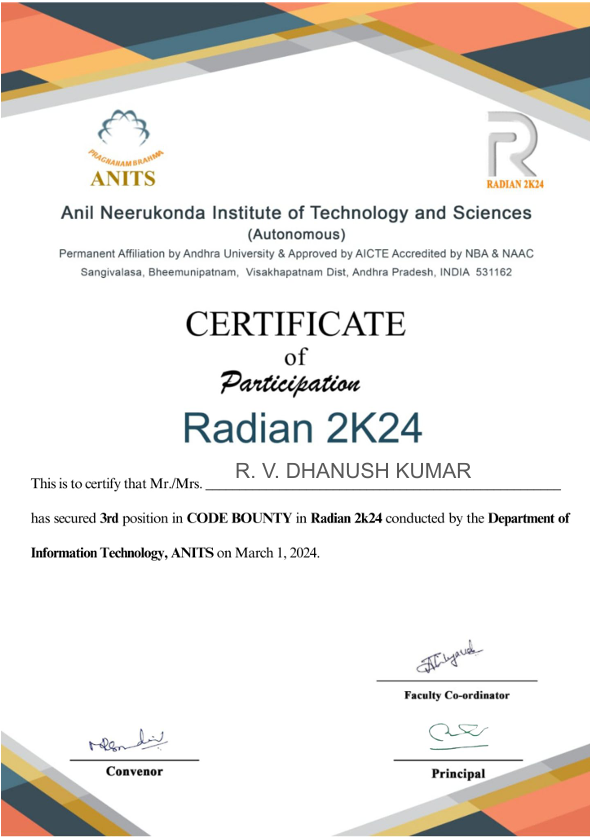 PRAGNANAM BRAHMA
ANITS
RADIAN 2K24
Anil Neerukonda Institute of Technology and Sciences
(Autonomous)
Permanent Affiliation by Andhra University & Approved by AICTE Accredited by NBA & NAAC
Sangivalasa, Bheemunipatnam, Visakhapatnam Dist, Andhra Pradesh, INDIA 531162
CERTIFICATE
of
Participation
Radian 2K24
This is to certify that Mr./Mrs. R. V. DHANUSH KUMAR
has secured 3rd position in CODE BOUNTY in Radian 2k24 conducted by the Department of
Information Technology, ANITS on March 1, 2024.
Faculty Co-ordinator
Convenor
Principal